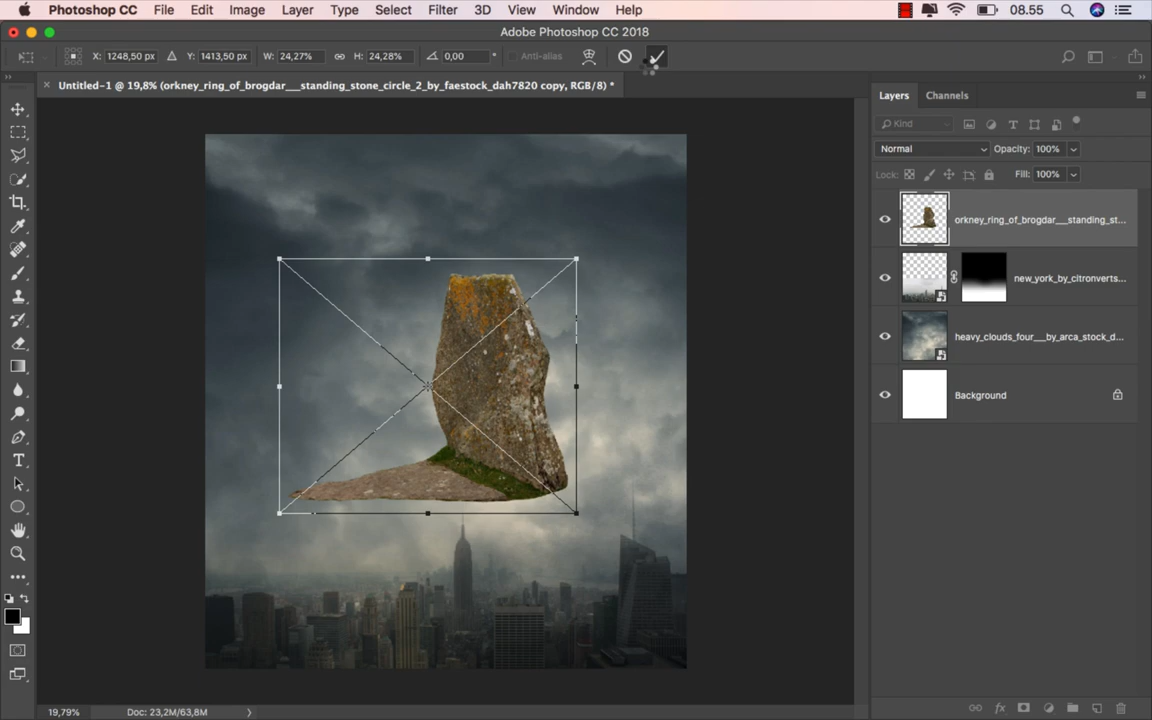 Photoshop CC File Edit Image Layer Type Select Filter 3D View Window Help 08.55
Adobe Photoshop CC 2018
X: 1248,50 px Y: 1413,50 px W: 24,27% H: 24,28% 0,00 ° Anti-alias
Untitled-1 @ 19,8% (orkney_ring_of_brogdar__standing_stone_circle_2_by_faestock_dah7820 copy, RGB/8) *
Layers Channels
Kind
Normal Opacity: 100%
Lock: Fill: 100%
orkney_ring_of_brogdar__standing_st...
new_york_by_citronverts...
heavy_clouds_four__by_arca_stock_d...
Background
19,79% Doc: 23,2M/63,8M